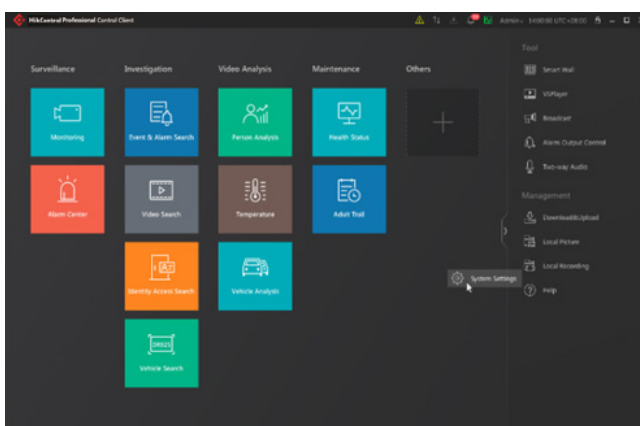 HikCentral Professional Control Client
Admin
Surveillance
Investigation
Video Analysis
Maintenance
Others
Monitoring
Event & Alarm Search
Person Analysis
Health Status
Alarm Center
Video Search
Temperature
Audit Trail
Identity Access Search
Vehicle Analysis
Vehicle Search
System Settings
Tool
Smart Wall
VSPlayer
Broadcast
Alarm Output Control
Two-way Audio
Management
Download&Upload
Local Picture
Local Recording
Help